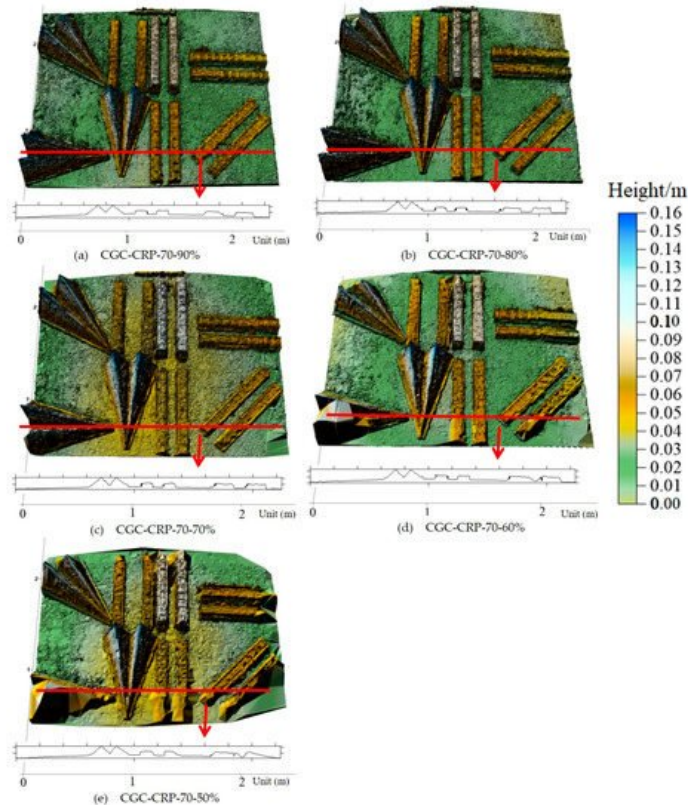 0 1 Unit (m) 2
(a) CGC-CRP-70-90%
0 1 2 Unit (m)
(b) CGC-CRP-70-80%
Height/m
0.16
0.15
0.14
0.13
0.12
0.11
0.10
0.09
0.08
0.07
0.06
0.05
0.04
0.03
0.02
0.01
0.00
0 1 2 Unit (m)
(c) CGC-CRP-70-70%
0 1 2 Unit (m)
(d) CGC-CRP-70-60%
0 1 2 Unit (m)
(e) CGC-CRP-70-50%